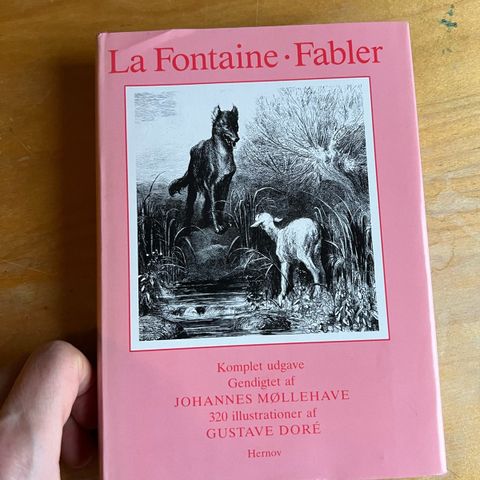 La Fontaine · Fabler
Komplet udgave
Gendigtet af
JOHANNES MØLLEHAVE
320 illustrationer af
GUSTAVE DORÉ
Hernov